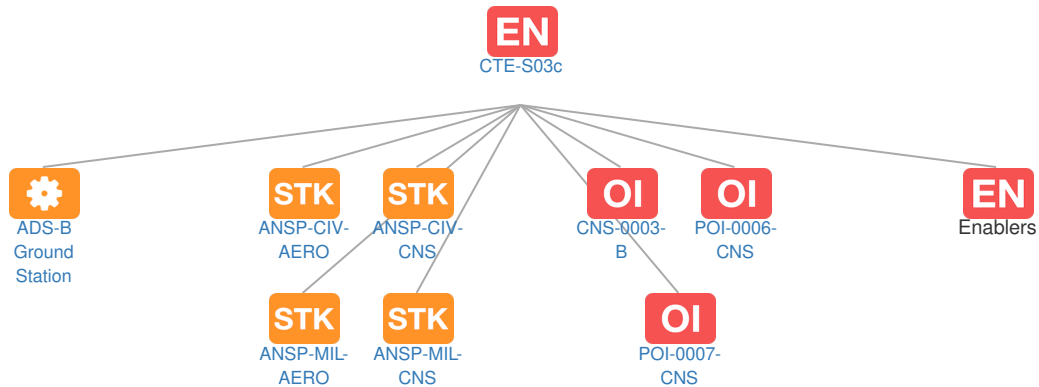 EN
CTE-S03c
STK
STK
OI
OI
EN
ADS-B
Ground
Station
ANSP-CIV-
AERO
ANSP-CIV-
CNS
CNS-0003-
B
POI-0006-
CNS
Enablers
STK
STK
OI
ANSP-MIL-
AERO
ANSP-MIL-
CNS
POI-0007-
CNS